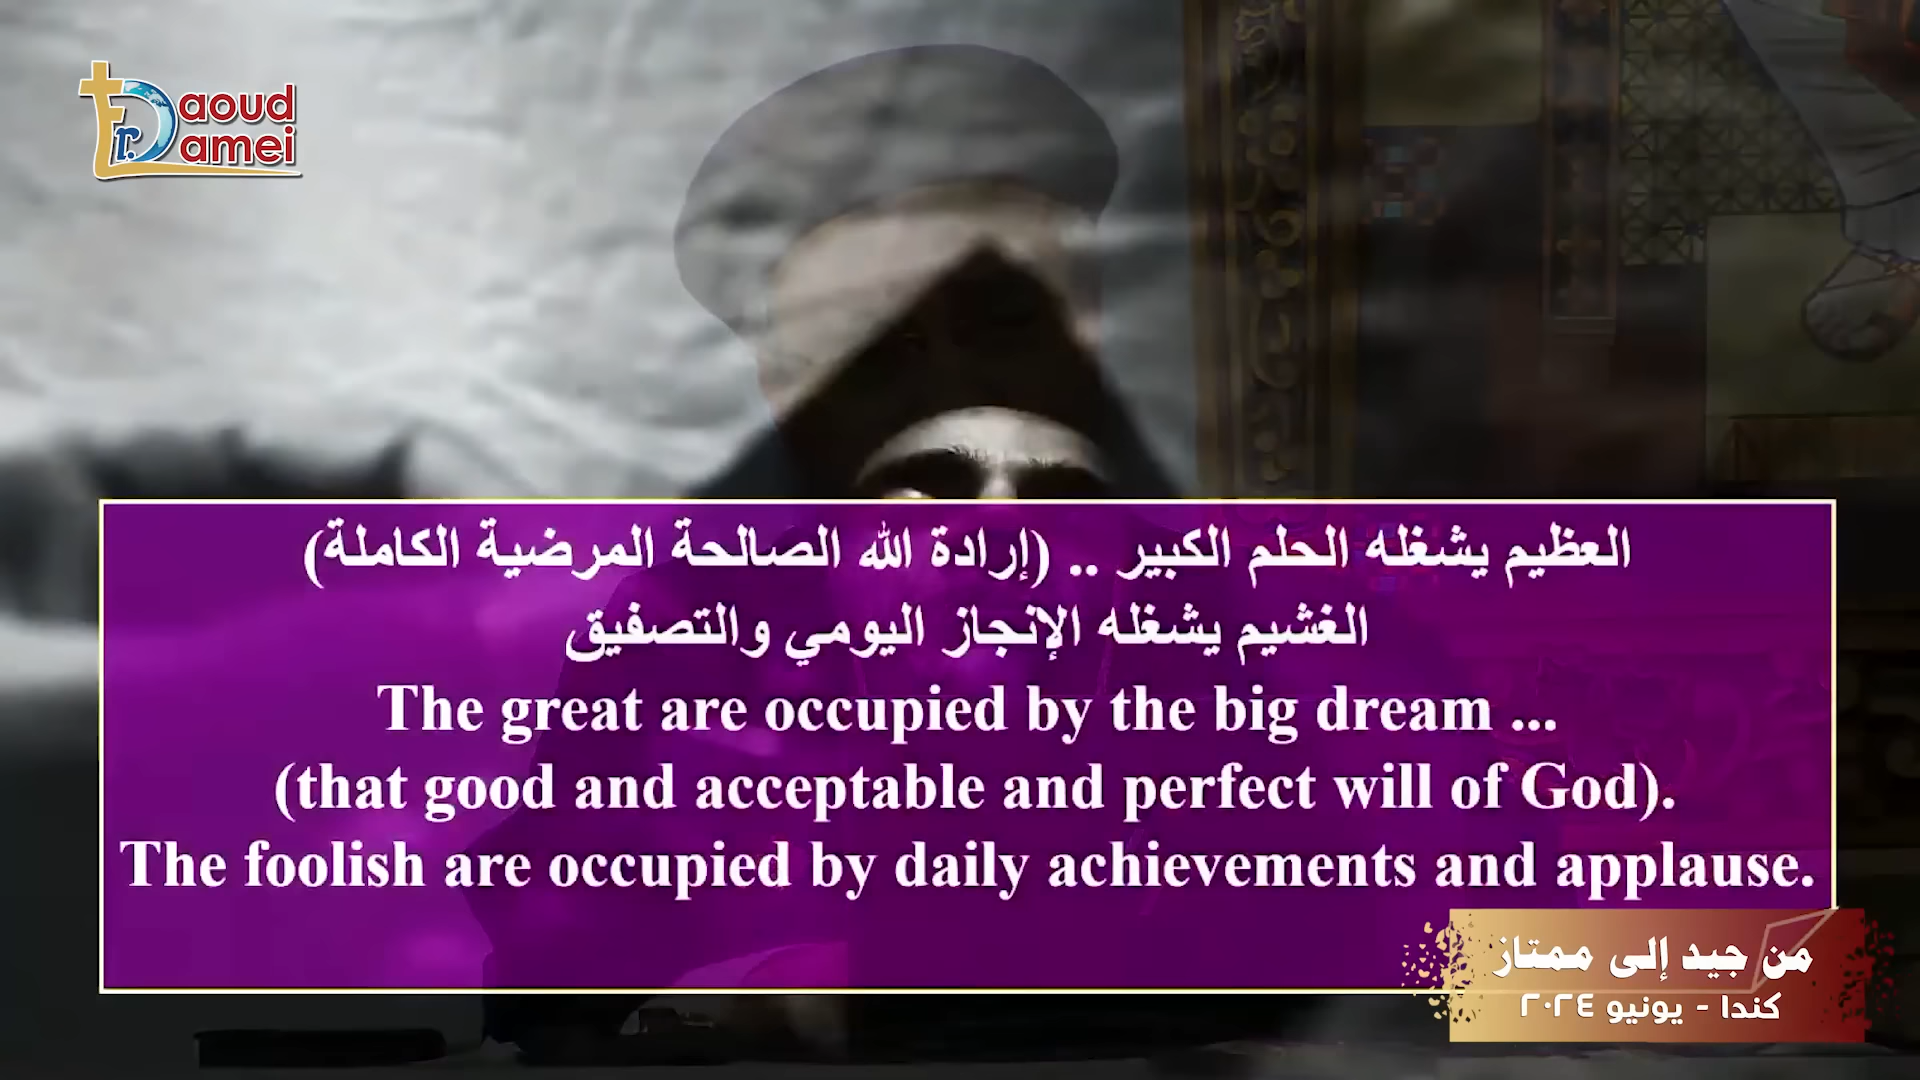 Fr. Daoud
Lamei
العظيم يشغله الحلم الكبير .. (إرادة الله الصالحة المرضية الكاملة)
الغشيم يشغله الإنجاز اليومي والتصفيق
The great are occupied by the big dream ...
(that good and acceptable and perfect will of God).
The foolish are occupied by daily achievements and applause.
من جيد إلى ممتاز
كندا - يونيو ٢٠٢٤